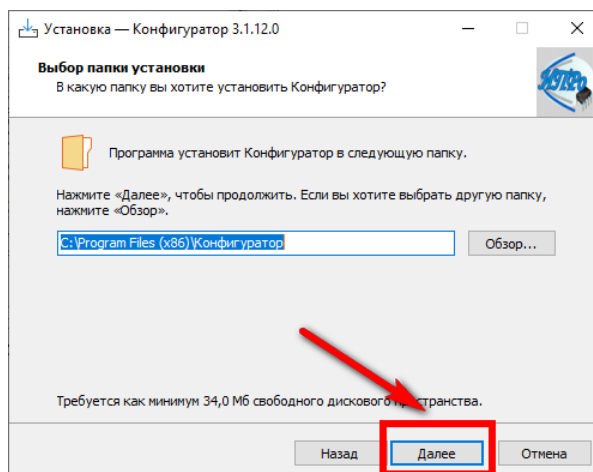 Установка — Конфигуратор 3.1.12.0
Выбор папки установки
В какую папку вы хотите установить Конфигуратор?
Программа установит Конфигуратор в следующую папку.
Нажмите «Далее», чтобы продолжить. Если вы хотите выбрать другую папку,
нажмите «Обзор».
C:\Program Files (x86)\Конфигуратор
Обзор...
Требуется как минимум 34,0 Мб свободного дискового пространства.
Назад
Далее
Отмена